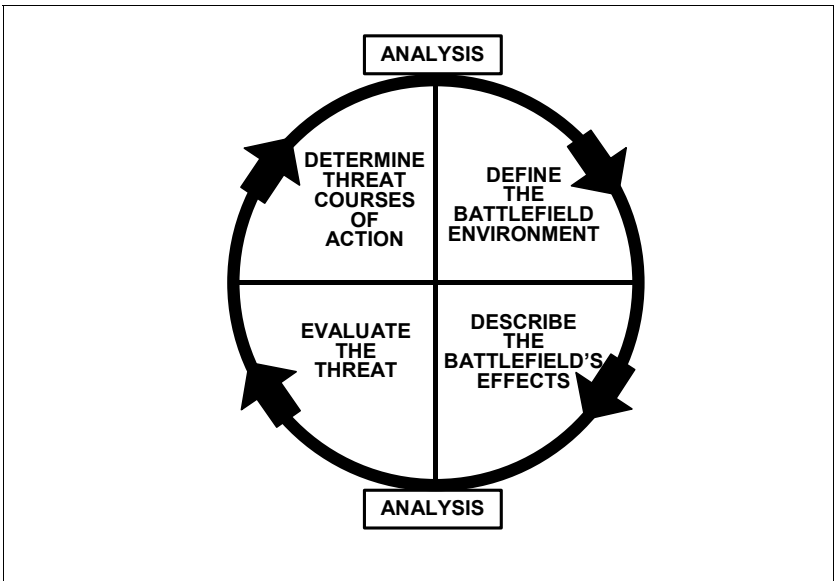 ANALYSIS
DETERMINE
THREAT
COURSES
OF
ACTION
DEFINE
THE
BATTLEFIELD
ENVIRONMENT
EVALUATE
THE
THREAT
DESCRIBE
THE
BATTLEFIELD'S
EFFECTS
ANALYSIS